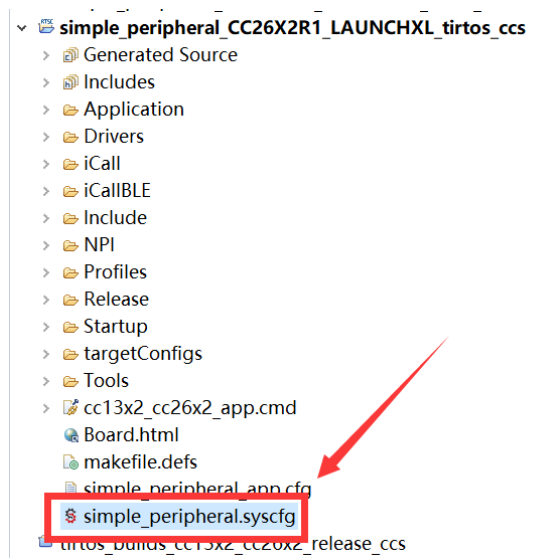 simple_peripheral_CC26X2R1_LAUNCHXL_tirtos_ccs
Generated Source
Includes
Application
Drivers
iCall
iCallBLE
Include
NPI
Profiles
Release
Startup
targetConfigs
Tools
cc13x2_cc26x2_app.cmd
Board.html
makefile.defs
simple_peripheral_app.cfg
simple_peripheral.syscfg
tirtos_builds_cc13x2_cc26x2_release_ccs